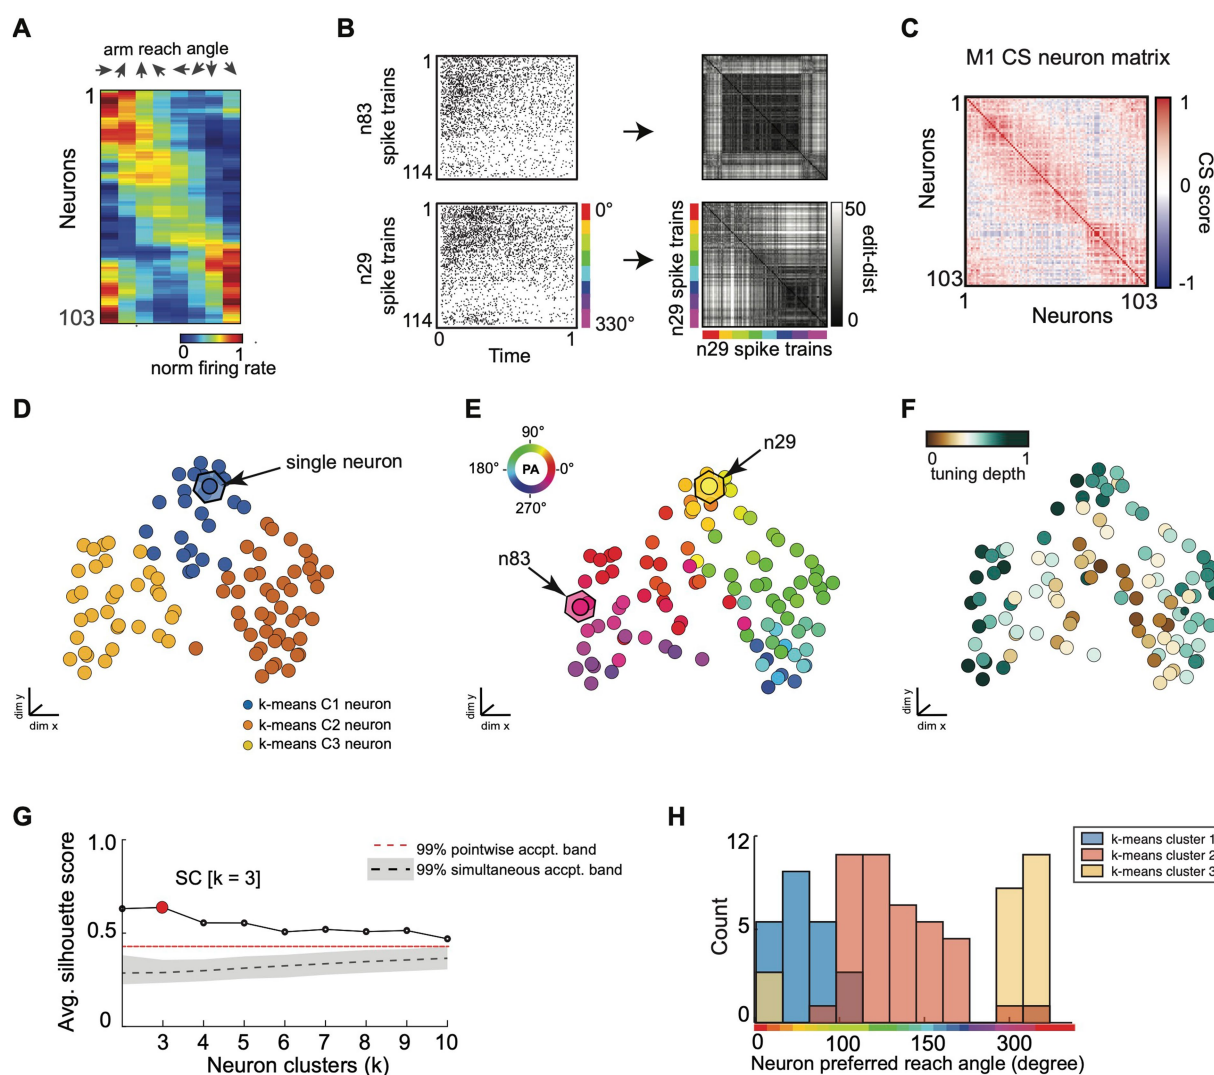 A
arm reach angle
Neurons
1
103
0 1
norm firing rate
B
n83
spike trains
1
114
n29
spike trains
1
114
0 1
Time
0°
330°
n29 spike trains
50
0
edit-dist
n29 spike trains
C
M1 CS neuron matrix
Neurons
1
103
1 103
Neurons
1
0
-1
CS score
D
single neuron
dim y
dim x
k-means C1 neuron
k-means C2 neuron
k-means C3 neuron
E
90°
180° PA -0°
270°
n29
n83
dim y
dim x
F
0 1
tuning depth
dim y
dim x
G
Avg. silhouette score
1.0
0.5
0
SC [k = 3]
99% pointwise accpt. band
99% simultaneous accpt. band
3 4 5 6 7 8 9 10
Neuron clusters (k)
H
Count
12
5
0
k-means cluster 1
k-means cluster 2
k-means cluster 3
0 100 150 300
Neuron preferred reach angle (degree)